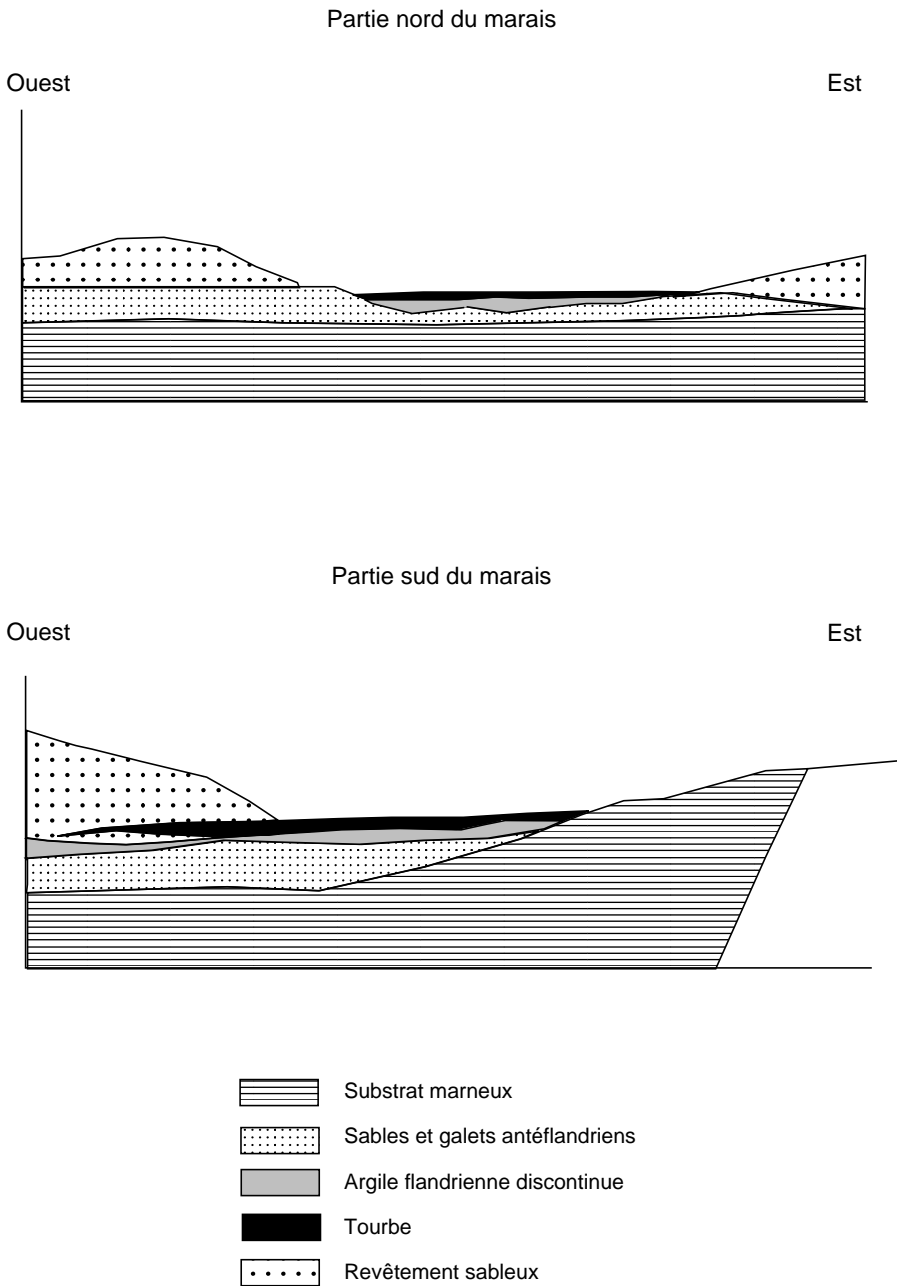 Partie nord du marais
Ouest Est
Partie sud du marais
Ouest Est
Substrat marneux
Sables et galets antéflandriens
Argile flandrienne discontinue
Tourbe
Revêtement sableux